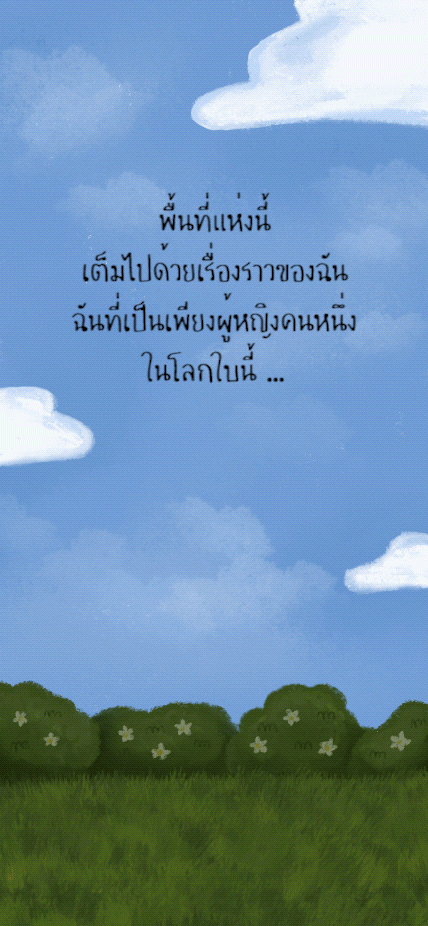 พื้นที่แห่งนี้
เต็มไปด้วยเรื่องราวของฉัน
ฉันที่เป็นเพียงผู้หญิงคนหนึ่ง
ในโลกใบนี้ ...